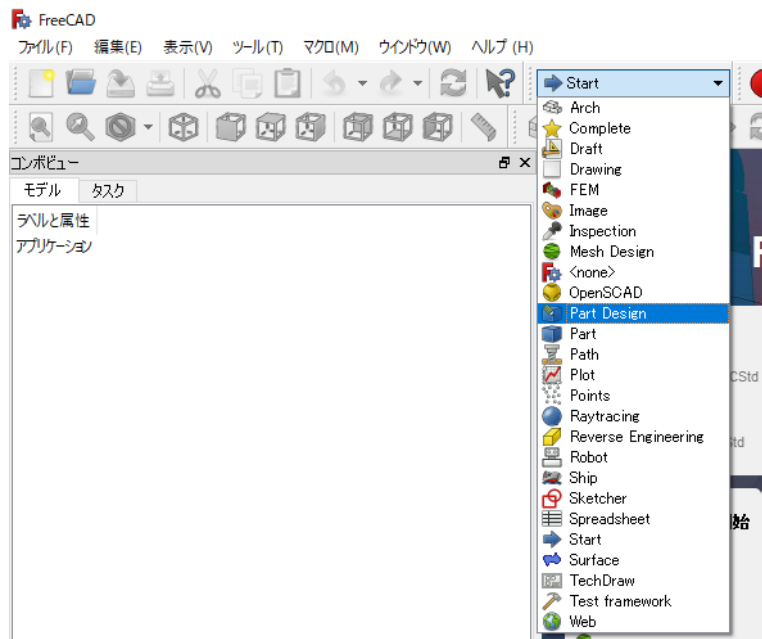 FreeCAD
ファイル(F) 編集(E) 表示(V) ツール(T) マクロ(M) ウインドウ(W) ヘルプ (H)
Start
コンボビュー
モデル タスク
ラベルと属性
アプリケーション
Arch
Complete
Draft
Drawing
FEM
Image
Inspection
Mesh Design
<none>
OpenSCAD
Part Design
Part
Path
Plot
Points
Raytracing
Reverse Engineering
Robot
Ship
Sketcher
Spreadsheet
Start
Surface
TechDraw
Test framework
Web
CStd
td
始